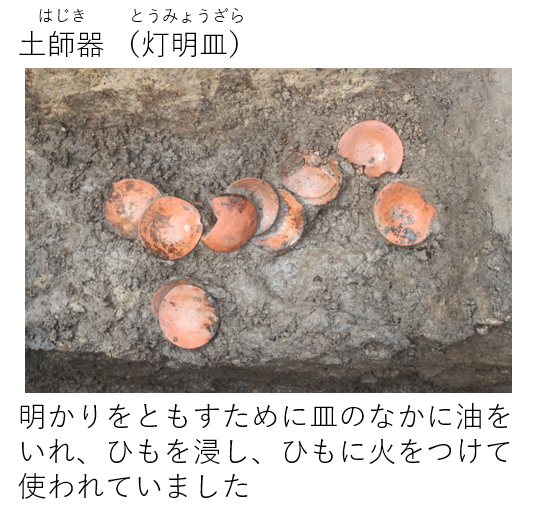 はじき とうみょうざら
土師器 （灯明皿）
明かりをともすために皿のなかに油を
いれ、ひもを浸し、ひもに火をつけて
使われていました